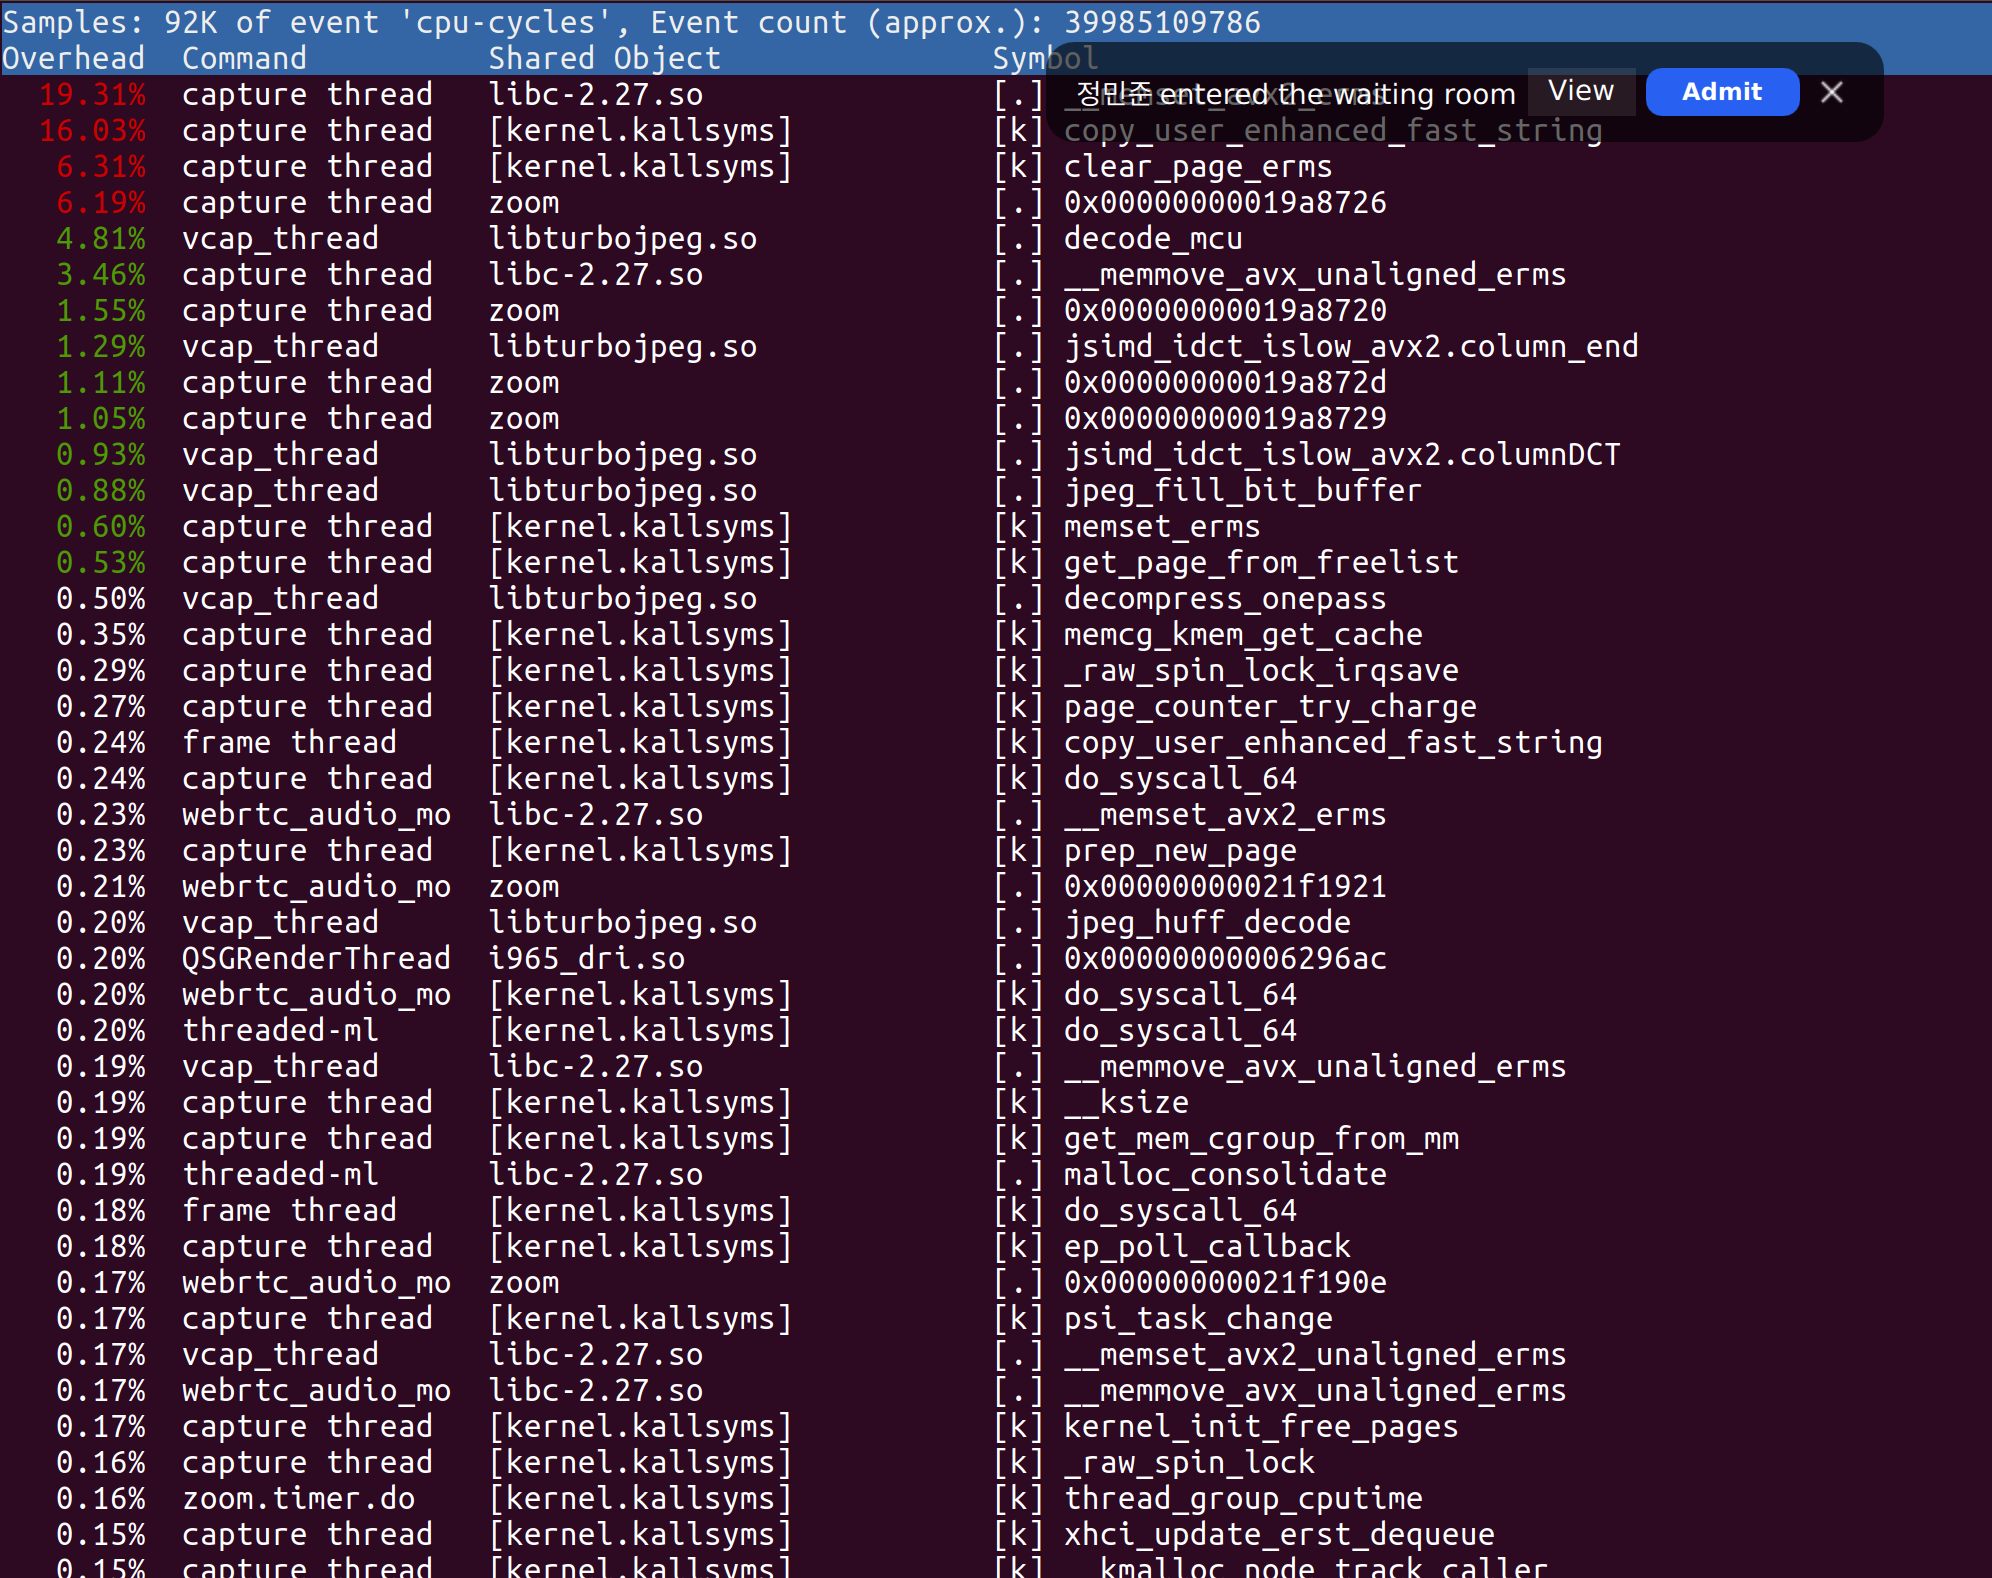 Samples: 92K of event 'cpu-cycles', Event count (approx.): 39985109786
Overhead  Command          Shared Object               Symbol
19.31%  capture thread   libc-2.27.so                [.] __memset_avx2_erms
정민준 entered the waiting room  View  Admit
16.03%  capture thread   [kernel.kallsyms]           [k] copy_user_enhanced_fast_string
6.31%  capture thread   [kernel.kallsyms]           [k] clear_page_erms
6.19%  capture thread   zoom                        [.] 0x00000000019a8726
4.81%  vcap_thread      libturbojpeg.so             [.] decode_mcu
3.46%  capture thread   libc-2.27.so                [.] __memmove_avx_unaligned_erms
1.55%  capture thread   zoom                        [.] 0x00000000019a8720
1.29%  vcap_thread      libturbojpeg.so             [.] jsimd_idct_islow_avx2.column_end
1.11%  capture thread   zoom                        [.] 0x00000000019a872d
1.05%  capture thread   zoom                        [.] 0x00000000019a8729
0.93%  vcap_thread      libturbojpeg.so             [.] jsimd_idct_islow_avx2.columnDCT
0.88%  vcap_thread      libturbojpeg.so             [.] jpeg_fill_bit_buffer
0.60%  capture thread   [kernel.kallsyms]           [k] memset_erms
0.53%  capture thread   [kernel.kallsyms]           [k] get_page_from_freelist
0.50%  vcap_thread      libturbojpeg.so             [.] decompress_onepass
0.35%  capture thread   [kernel.kallsyms]           [k] memcg_kmem_get_cache
0.29%  capture thread   [kernel.kallsyms]           [k] _raw_spin_lock_irqsave
0.27%  capture thread   [kernel.kallsyms]           [k] page_counter_try_charge
0.24%  frame thread     [kernel.kallsyms]           [k] copy_user_enhanced_fast_string
0.24%  capture thread   [kernel.kallsyms]           [k] do_syscall_64
0.23%  webrtc_audio_mo  libc-2.27.so                [.] __memset_avx2_erms
0.23%  capture thread   [kernel.kallsyms]           [k] prep_new_page
0.21%  webrtc_audio_mo  zoom                        [.] 0x00000000021f1921
0.20%  vcap_thread      libturbojpeg.so             [.] jpeg_huff_decode
0.20%  QSGRenderThread  i965_dri.so                 [.] 0x00000000006296ac
0.20%  webrtc_audio_mo  [kernel.kallsyms]           [k] do_syscall_64
0.20%  threaded-ml      [kernel.kallsyms]           [k] do_syscall_64
0.19%  vcap_thread      libc-2.27.so                [.] __memmove_avx_unaligned_erms
0.19%  capture thread   [kernel.kallsyms]           [k] __ksize
0.19%  capture thread   [kernel.kallsyms]           [k] get_mem_cgroup_from_mm
0.19%  threaded-ml      libc-2.27.so                [.] malloc_consolidate
0.18%  frame thread     [kernel.kallsyms]           [k] do_syscall_64
0.18%  capture thread   [kernel.kallsyms]           [k] ep_poll_callback
0.17%  webrtc_audio_mo  zoom                        [.] 0x00000000021f190e
0.17%  capture thread   [kernel.kallsyms]           [k] psi_task_change
0.17%  vcap_thread      libc-2.27.so                [.] __memset_avx2_unaligned_erms
0.17%  webrtc_audio_mo  libc-2.27.so                [.] __memmove_avx_unaligned_erms
0.17%  capture thread   [kernel.kallsyms]           [k] kernel_init_free_pages
0.16%  capture thread   [kernel.kallsyms]           [k] _raw_spin_lock
0.16%  zoom.timer.do    [kernel.kallsyms]           [k] thread_group_cputime
0.15%  capture thread   [kernel.kallsyms]           [k] xhci_update_erst_dequeue
0.15%  capture thread   [kernel.kallsyms]           [k] __kmalloc_node_track_caller